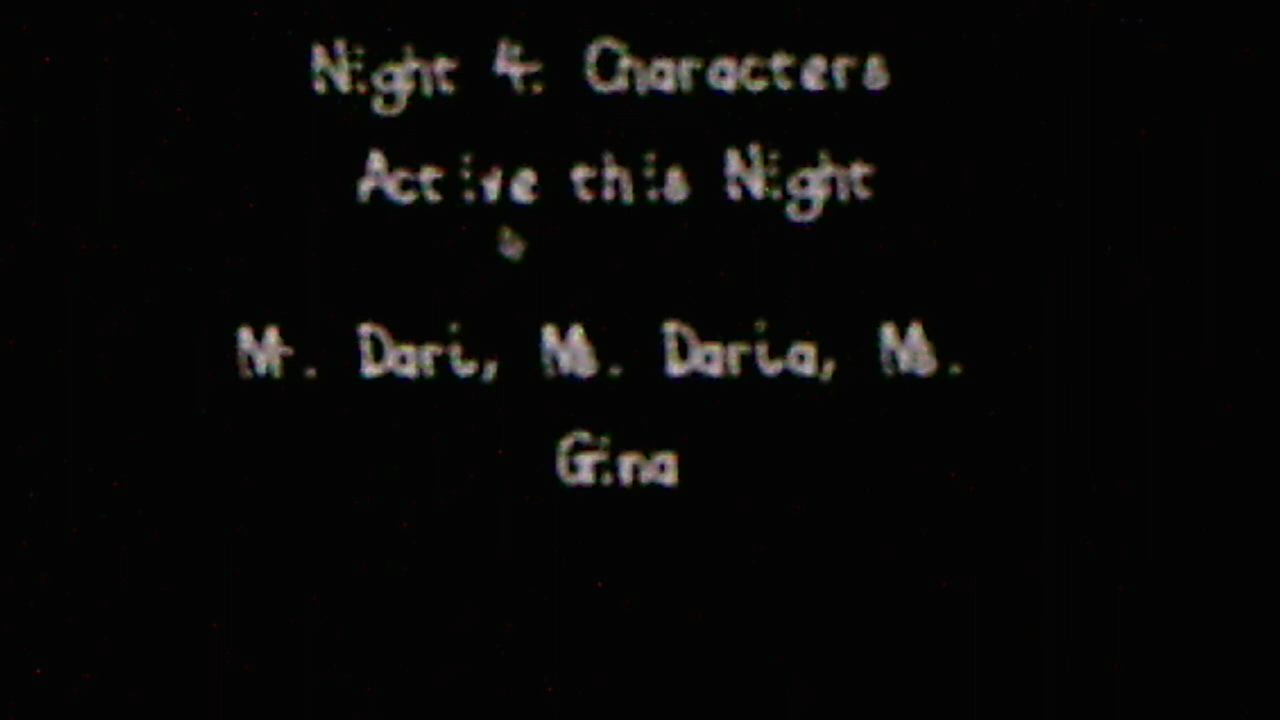 Night 4: Characters
Active this Night
Mr. Dari, Ms. Daria, Ms.
Gina